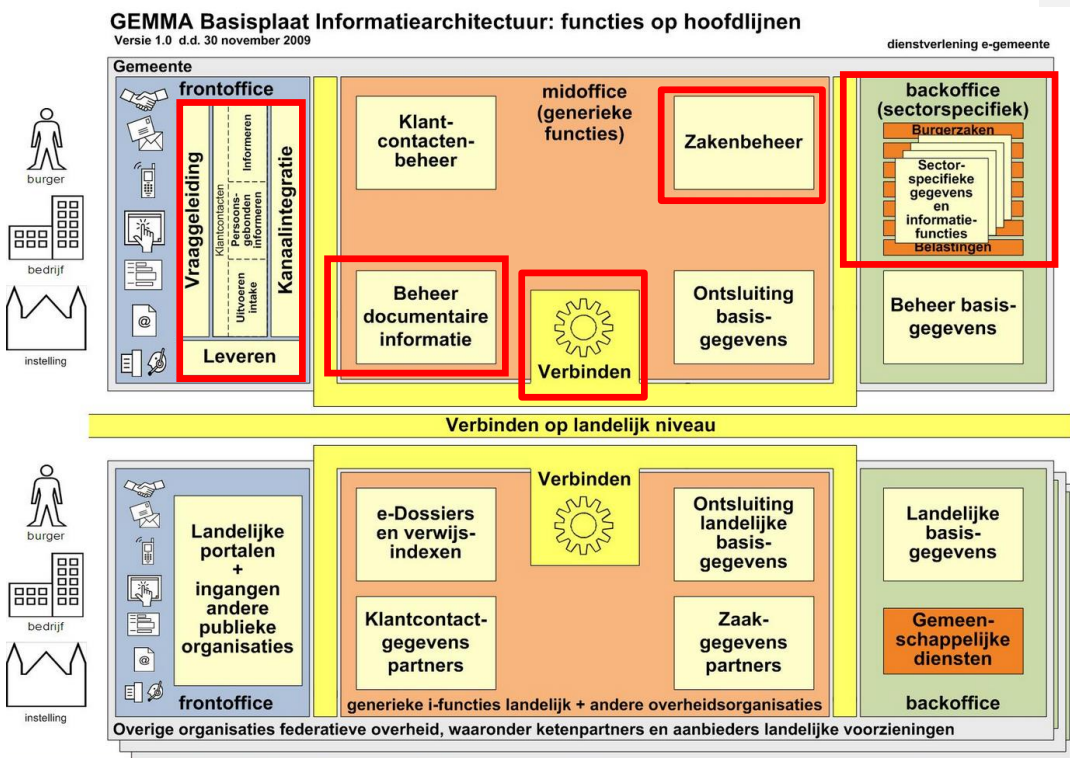 GEMMA Basisplaat Informatiearchitectuur: functies op hoofdlijnen
Versie 1.0 d.d. 30 november 2009
dienstverlening e-gemeente
Gemeente
frontoffice
Vraaggeleiding
Klantcontacten
Informeren
Persoons-
gebonden
informeren
Uitvoeren
intake
Kanaalintegratie
Leveren
burger
bedrijf
instelling
midoffice
(generieke
functies)
Klant-
contacten-
beheer
Zakenbeheer
Beheer
documentaire
informatie
Verbinden
Ontsluiting
basis-
gegevens
backoffice
(sectorspecifiek)
Burgerzaken
Sector-
specifieke
gegevens
en
informatie-
functies
Belastingen
Beheer basis-
gegevens
Verbinden op landelijk niveau
burger
bedrijf
instelling
Landelijke
portalen
+
ingangen
andere
publieke
organisaties
frontoffice
Verbinden
e-Dossiers
en verwijs-
indexen
Ontsluiting
landelijke
basis-
gegevens
Klantcontact-
gegevens
partners
Zaak-
gegevens
partners
generieke i-functies landelijk + andere overheidsorganisaties
Landelijke
basis-
gegevens
Gemeen-
schappelijke
diensten
backoffice
Overige organisaties federatieve overheid, waaronder ketenpartners en aanbieders landelijke voorzieningen